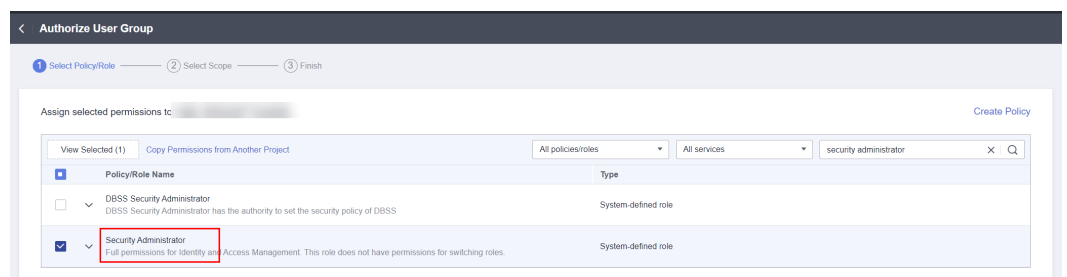 Authorize User Group
1 Select Policy/Role 2 Select Scope 3 Finish
Assign selected permissions to Create Policy
View Selected (1) Copy Permissions from Another Project All policies/roles All services security administrator
Policy/Role Name Type
DBSS Security Administrator
DBSS Security Administrator has the authority to set the security policy of DBSS System-defined role
Security Administrator
Full permissions for Identity and Access Management. This role does not have permissions for switching roles. System-defined role